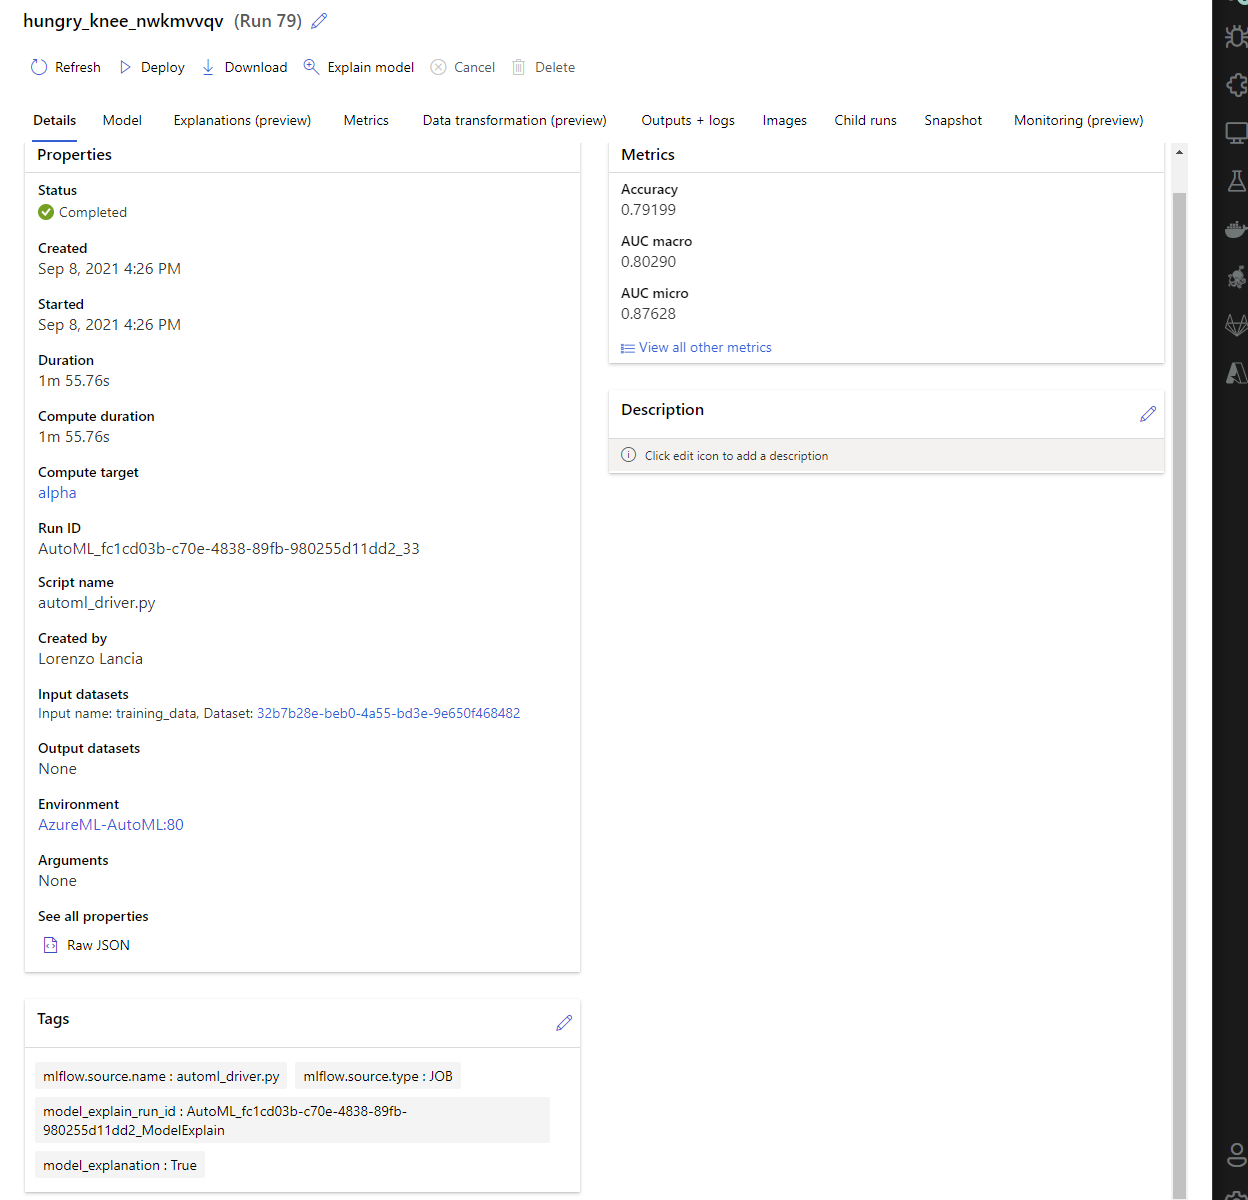 hungry_knee_nwkmvvqv (Run 79)
Refresh Deploy Download Explain model Cancel Delete
Details Model Explanations (preview) Metrics Data transformation (preview) Outputs + logs Images Child runs Snapshot Monitoring (preview)
Properties
Status
Completed
Created
Sep 8, 2021 4:26 PM
Started
Sep 8, 2021 4:26 PM
Duration
1m 55.76s
Compute duration
1m 55.76s
Compute target
alpha
Run ID
AutoML_fc1cd03b-c70e-4838-89fb-980255d11dd2_33
Script name
automl_driver.py
Created by
Lorenzo Lancia
Input datasets
Input name: training_data, Dataset: 32b7b28e-beb0-4a55-bd3e-9e650f468482
Output datasets
None
Environment
AzureML-AutoML:80
Arguments
None
See all properties
Raw JSON
Tags
mlflow.source.name : automl_driver.py mlflow.source.type : JOB
model_explain_run_id : AutoML_fc1cd03b-c70e-4838-89fb-
980255d11dd2_ModelExplain
model_explanation : True
Metrics
Accuracy
0.79199
AUC macro
0.80290
AUC micro
0.87628
View all other metrics
Description
Click edit icon to add a description